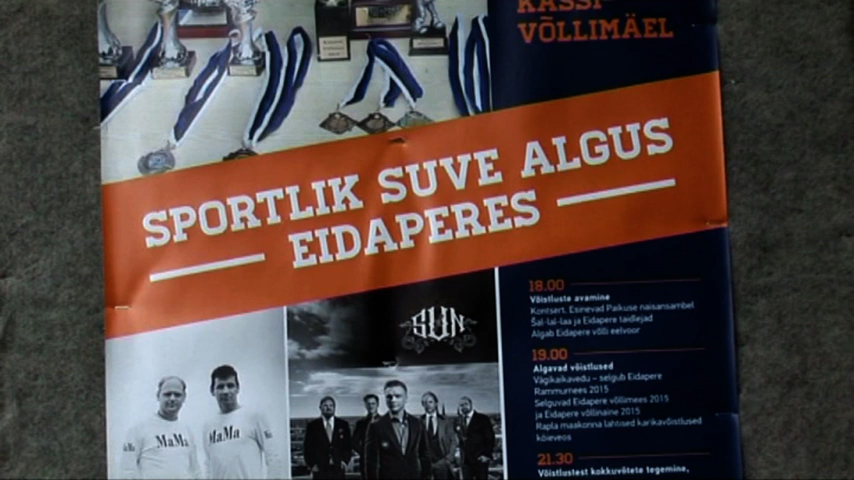 KASSI-
VÕLLIMÄEL
SPORTLIK SUVE ALGUS
EIDAPERES
SUN
MaMa
MaMa
18.00
Võistluste avamine
Kontsert. Esinevad Paikuse naisansambel
Šal-lal-laa ja Eidapere taidlejad
Algab Eidapere võlli eelvoor
19.00
Algavad võistlused
Vägikaikavedu – selgub Eidapere
Rammumees 2015
Selguvad Eidapere võllimees 2015
ja Eidapere võllinaine 2015
Rapla maakonna lahtised karikavõistlused
köieveos
21.30
Võistlustest kokkuvõtete tegemine,